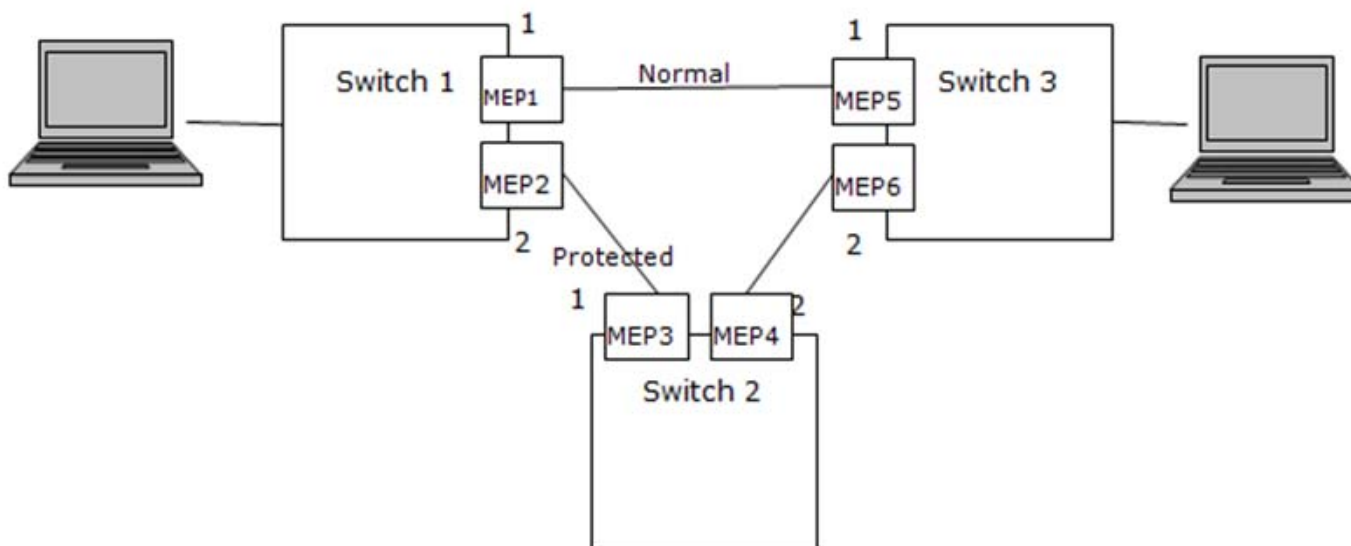 1
1
Switch 1
Normal
Switch 3
MEP1
MEP5
MEP2
MEP6
2
2
Protected
1
2
MEP3
MEP4
Switch 2